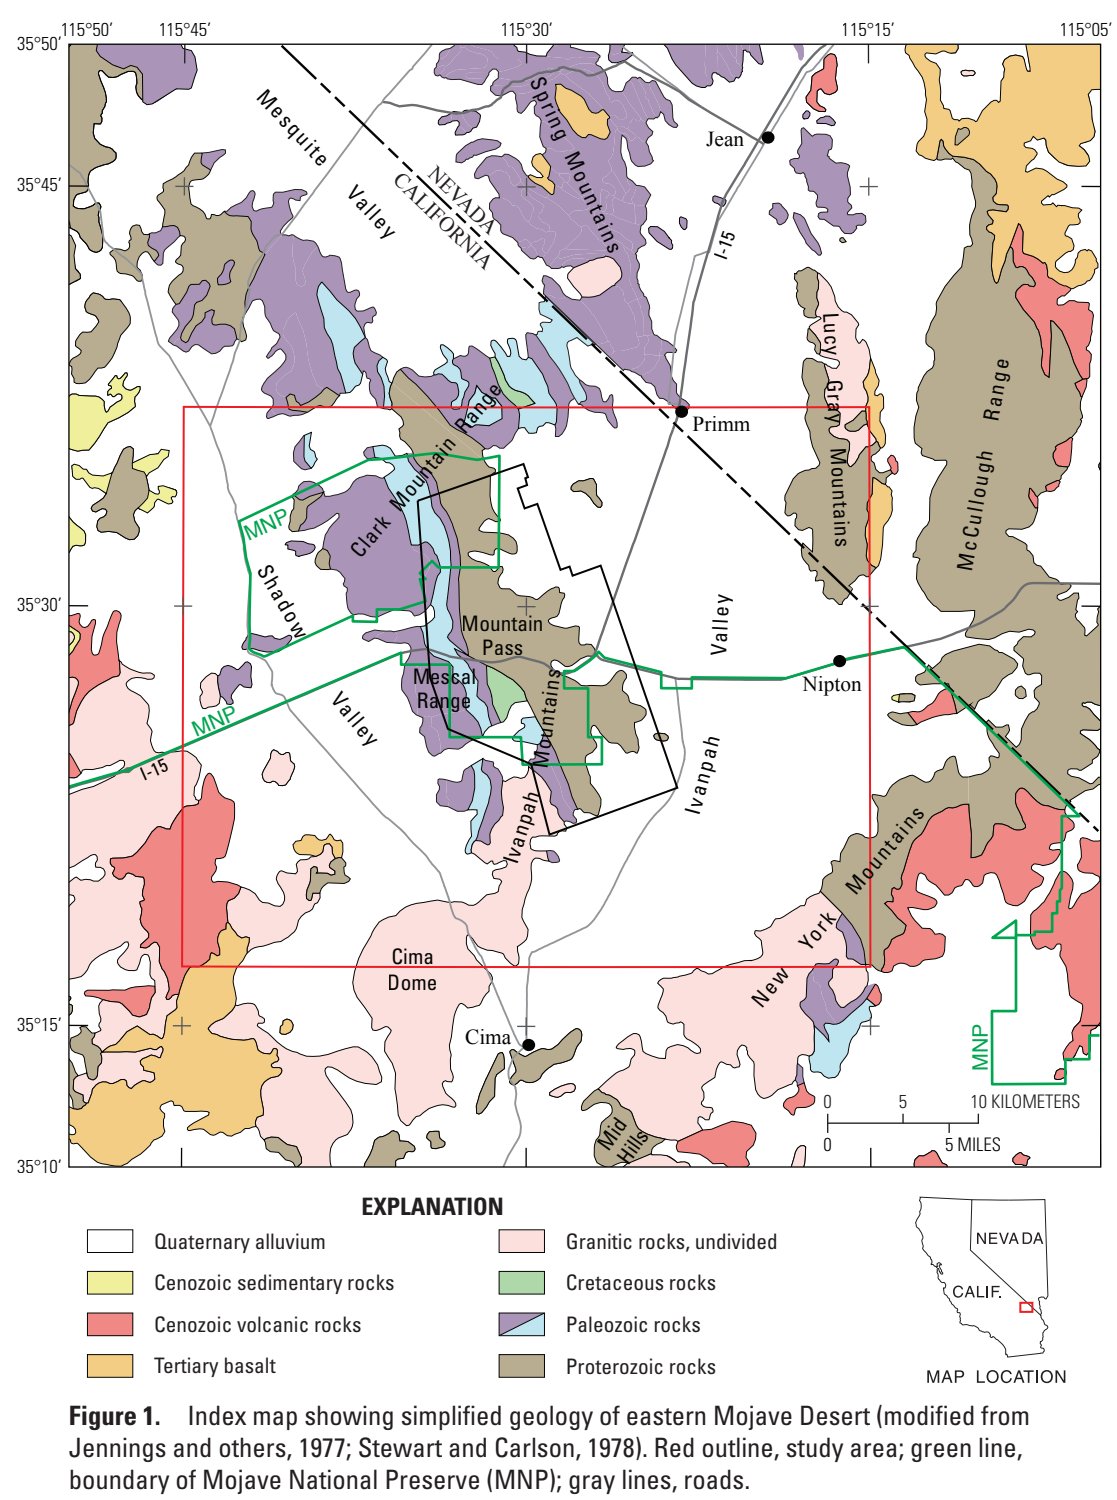 115°50′ 115°45′ 115°30′ 115°15′ 115°05′
35°50′
Mesquite
Valley
NEVADA
CALIFORNIA
Spring Mountains
Jean
35°45′
I-15
Lucy Gray Mountains
McCullough Range
Primm
Clark Mountain Range
MNP
Shadow
Valley
35°30′
Mountain
Pass
Mescal
Range
Ivanpah Mountains
Ivanpah
Valley
Nipton
MNP
I-15
New York Mountains
Cima
Dome
35°15′
Cima
MNP
Mid
Hills
0 5 10 KILOMETERS
0 5 MILES
35°10′
EXPLANATION
Quaternary alluvium
Cenozoic sedimentary rocks
Cenozoic volcanic rocks
Tertiary basalt
Granitic rocks, undivided
Cretaceous rocks
Paleozoic rocks
Proterozoic rocks
NEVADA
CALIF.
MAP LOCATION
Figure 1. Index map showing simplified geology of eastern Mojave Desert (modified from
Jennings and others, 1977; Stewart and Carlson, 1978). Red outline, study area; green line,
boundary of Mojave National Preserve (MNP); gray lines, roads.